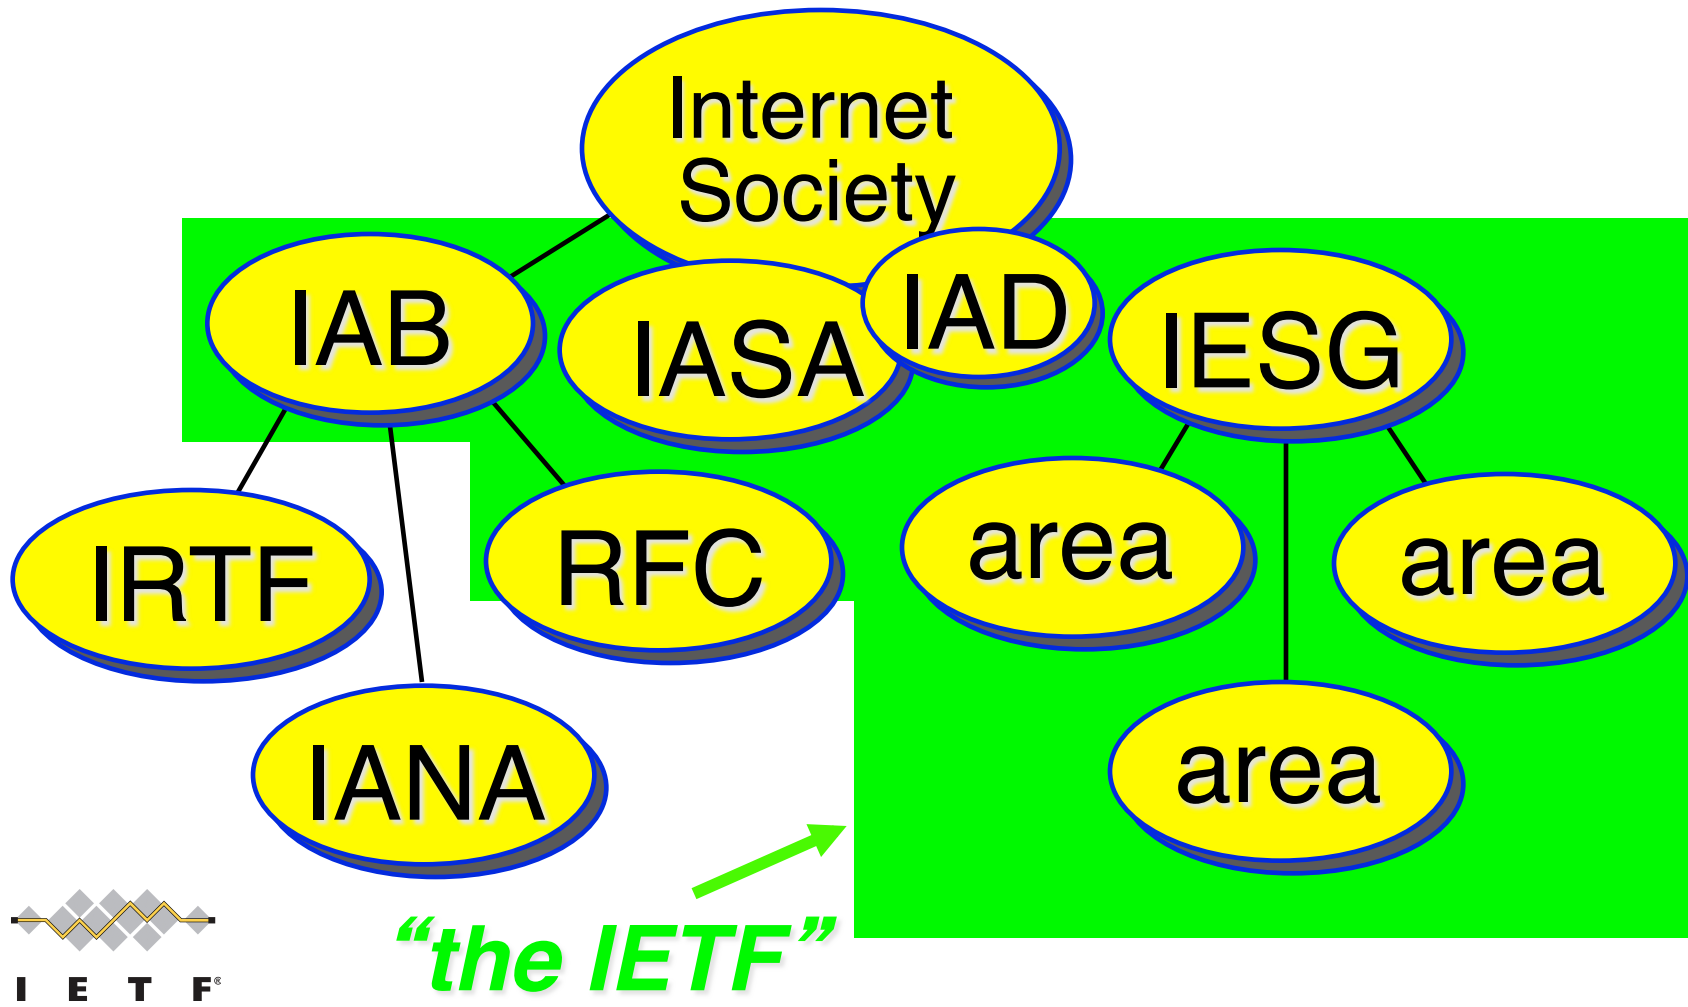 Internet
Society
IAB
IASA
IAD
IESG
IRTF
RFC
area
area
IANA
area
“the IETF”
I E T F®